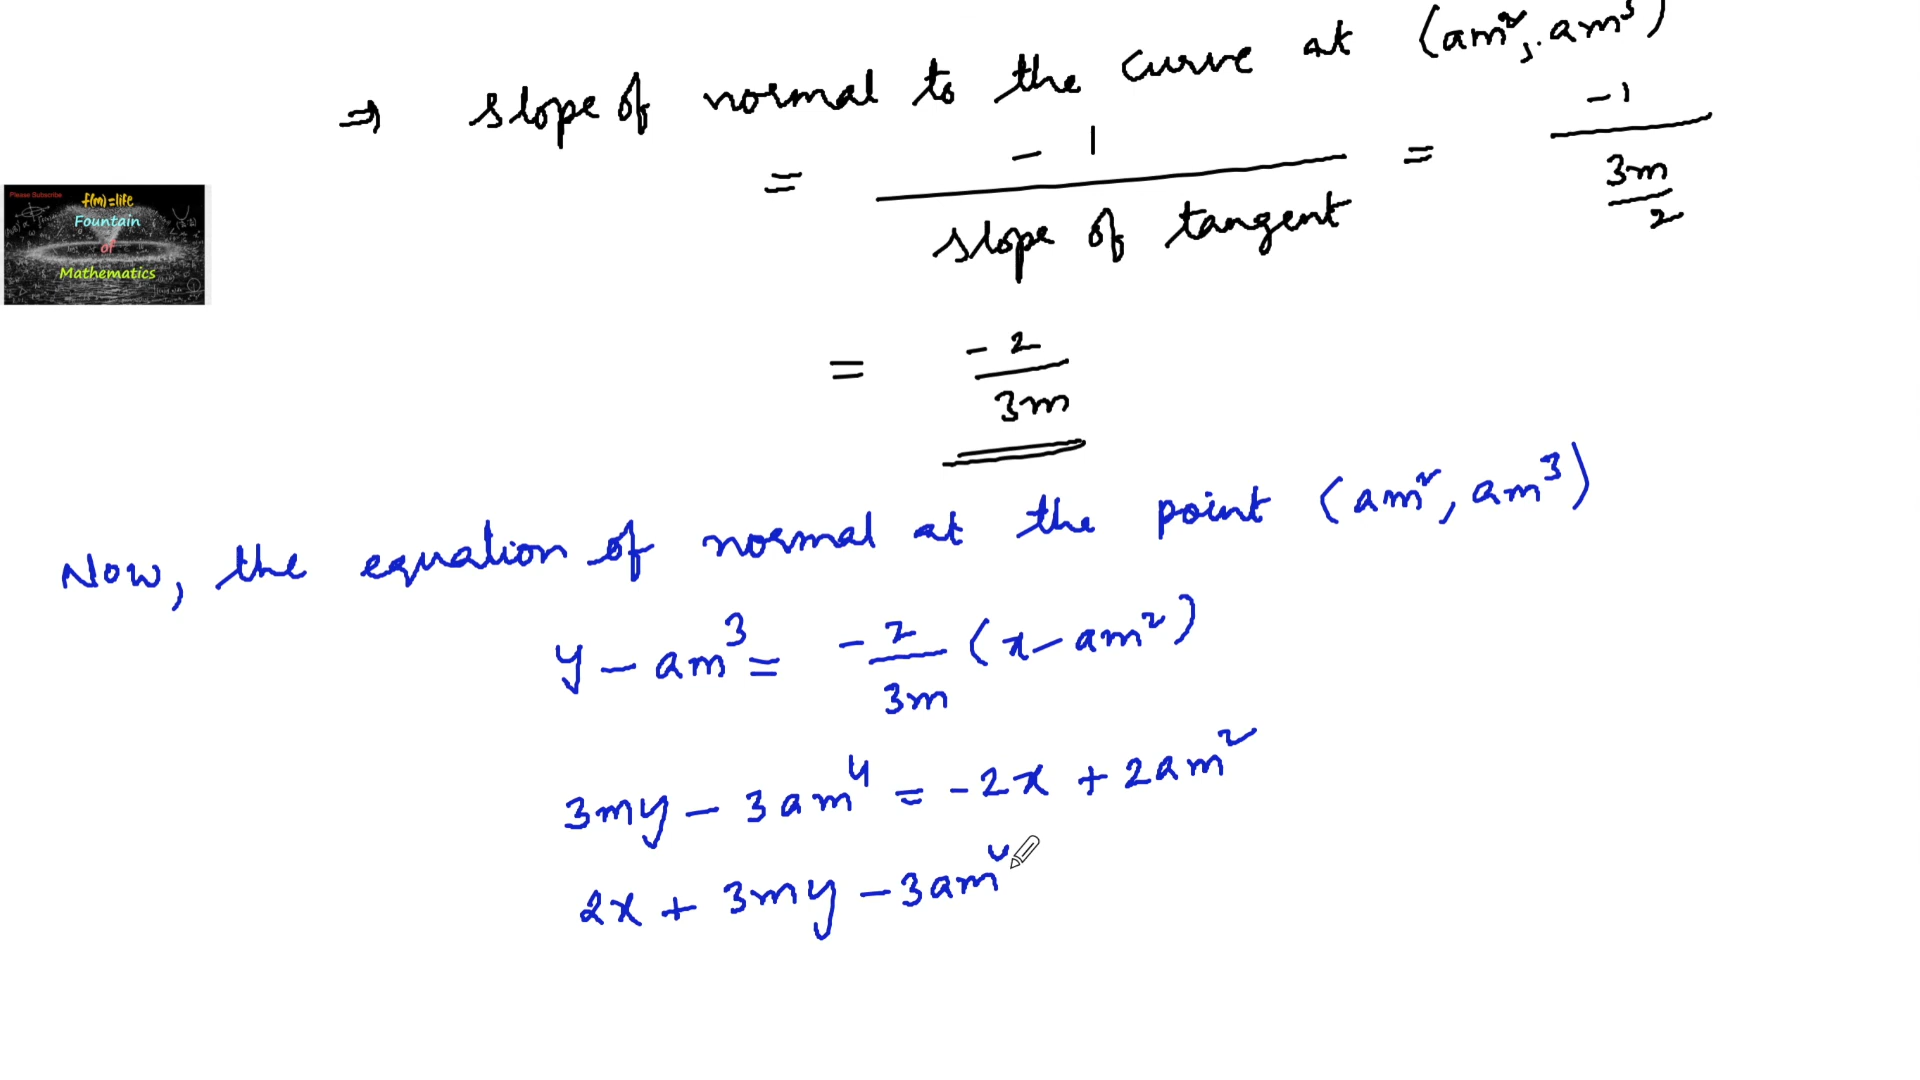 ⇒ slope of normal to the curve at (am², am³)
= -1 / slope of tangent = -1 / (3m/2)
Please Subscribe
f(m)=life
Fountain
of
Mathematics
= -2/3m
Now, the equation of normal at the point (am², am³)
y - am³ = -2/3m (x - am²)
3my - 3am⁴ = -2x + 2am²
2x + 3my - 3am⁴